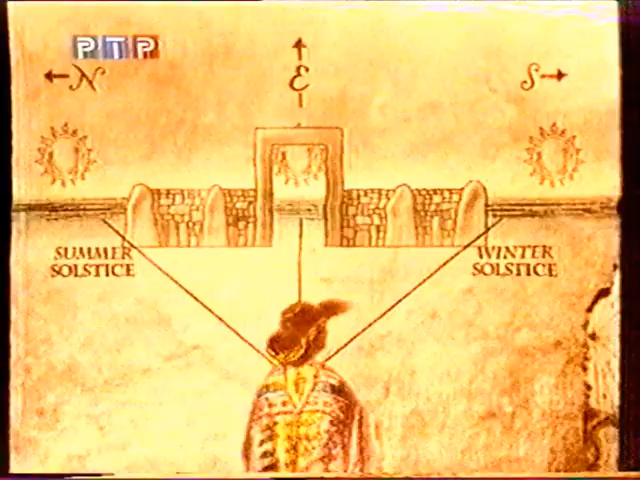 РТР
←N
E
S→
SUMMER
SOLSTICE
WINTER
SOLSTICE